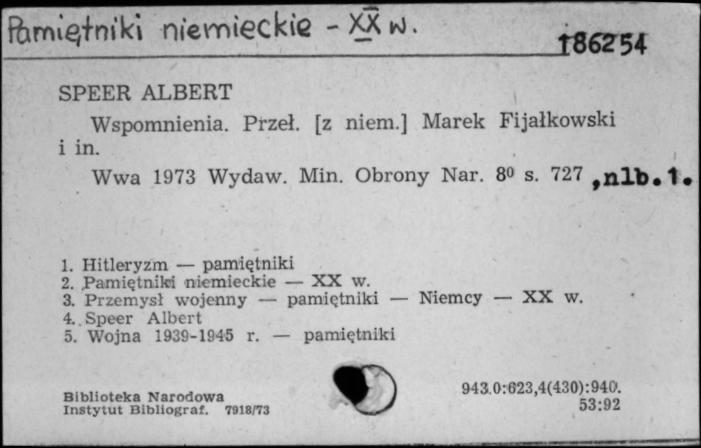 Pamiętniki niemieckie - XX w.
186254
SPEER ALBERT
Wspomnienia. Przeł. [z niem.] Marek Fijałkowski
i in.
Wwa 1973 Wydaw. Min. Obrony Nar. 8⁰ s. 727 ,nlb.1.
1. Hitleryzm — pamiętniki
2. Pamiętniki niemieckie — XX w.
3. Przemysł wojenny — pamiętniki — Niemcy — XX w.
4. Speer Albert
5. Wojna 1939-1945 r. — pamiętniki
Biblioteka Narodowa
Instytut Bibliograf. 7918/73
943.0:623,4(430):940.
53:92